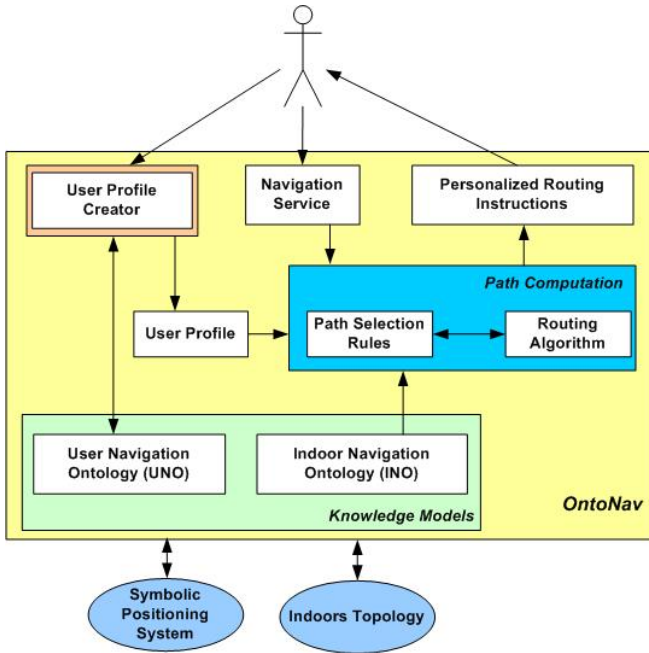 User Profile
Creator
Navigation
Service
Personalized Routing
Instructions
Path Computation
User Profile
Path Selection
Rules
Routing
Algorithm
User Navigation
Ontology (UNO)
Indoor Navigation
Ontology (INO)
Knowledge Models
OntoNav
Symbolic
Positioning
System
Indoors Topology